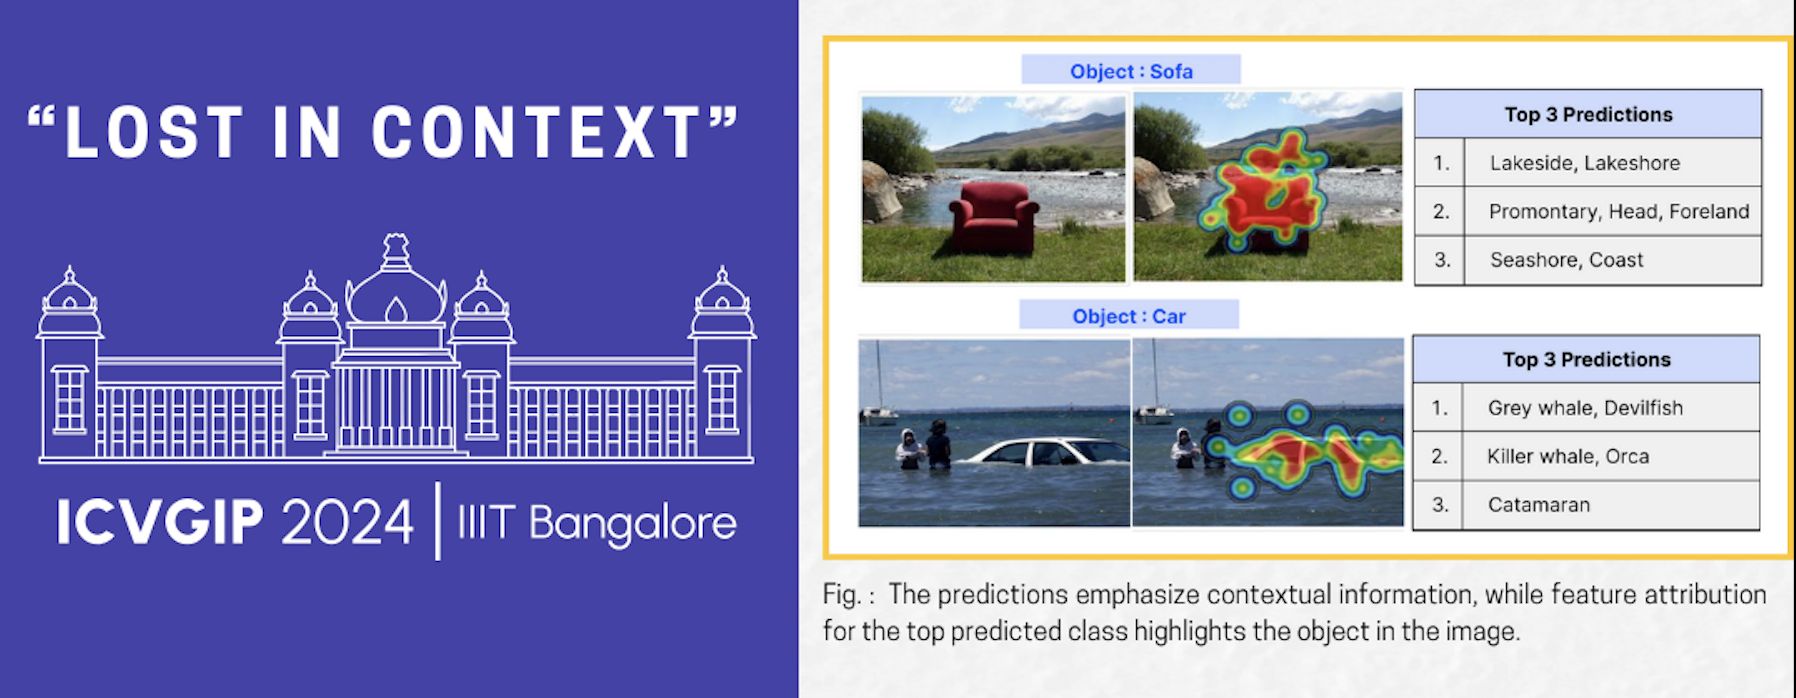 “LOST IN CONTEXT”
ICVGIP 2024 | IIIT Bangalore
Object : Sofa
Top 3 Predictions
1. Lakeside, Lakeshore
2. Promontary, Head, Foreland
3. Seashore, Coast
Object : Car
Top 3 Predictions
1. Grey whale, Devilfish
2. Killer whale, Orca
3. Catamaran
Fig. : The predictions emphasize contextual information, while feature attribution
for the top predicted class highlights the object in the image.